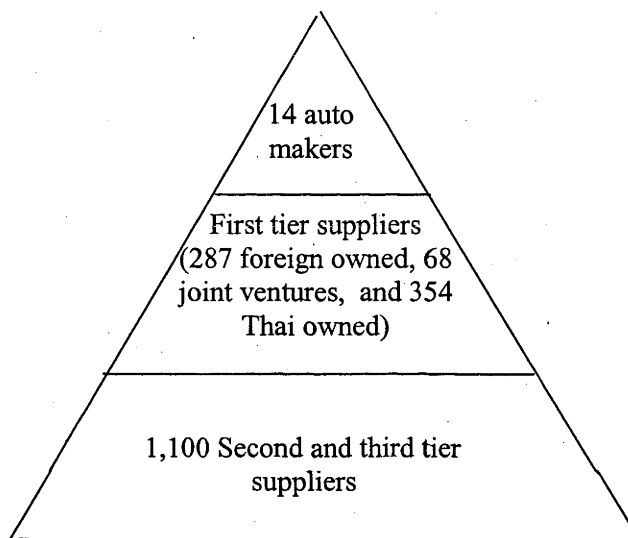 14 auto
makers
First tier suppliers
(287 foreign owned, 68
joint ventures, and 354
Thai owned)
1,100 Second and third tier
suppliers